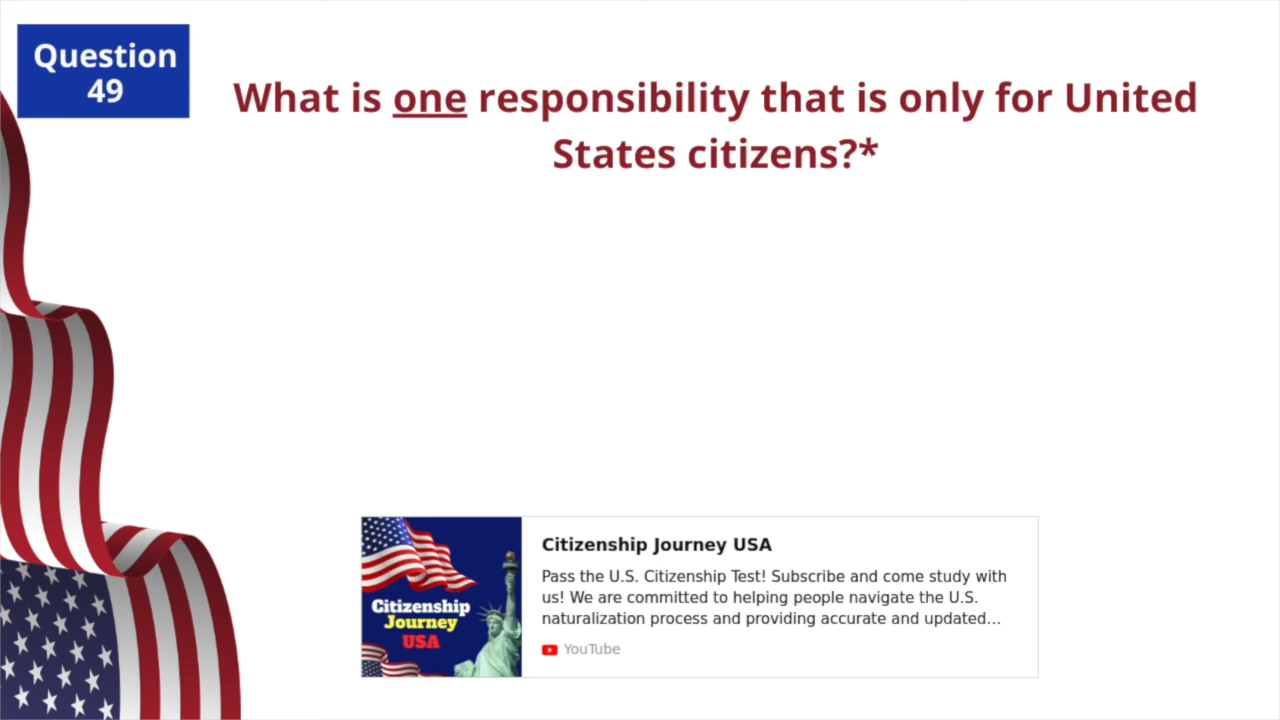 Question
49
What is one responsibility that is only for United
States citizens?*
Citizenship
Journey
USA
Citizenship Journey USA
Pass the U.S. Citizenship Test! Subscribe and come study with
us! We are committed to helping people navigate the U.S.
naturalization process and providing accurate and updated...
YouTube